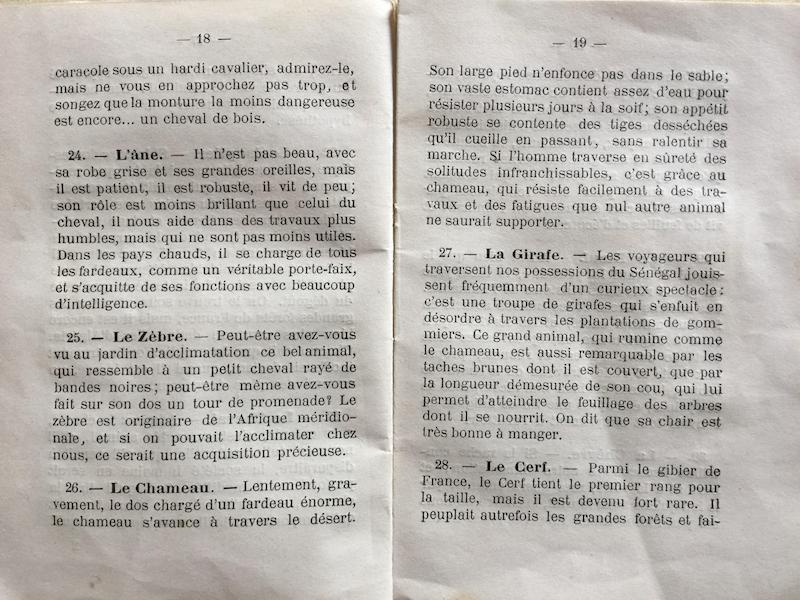 — 18 —
caracole sous un hardi cavalier, admirez-le,
mais ne vous en approchez pas trop, et
songez que la monture la moins dangereuse
est encore... un cheval de bois.
24. — L'âne. — Il n'est pas beau, avec
sa robe grise et ses grandes oreilles, mais
il est patient, il est robuste, il vit de peu ;
son rôle est moins brillant que celui du
cheval, il nous aide dans des travaux plus
humbles, mais qui ne sont pas moins utiles.
Dans les pays chauds, il se charge de tous
les fardeaux, comme un véritable porte-faix,
et s'acquitte de ses fonctions avec beaucoup
d'intelligence.
25. — Le Zèbre. — Peut-être avez-vous
vu au jardin d'acclimatation ce bel animal,
qui ressemble à un petit cheval rayé de
bandes noires ; peut-être même avez-vous
fait sur son dos un tour de promenade? Le
zèbre est originaire de l'Afrique méridio-
nale, et si on pouvait l'acclimater chez
nous, ce serait une acquisition précieuse.
26. — Le Chameau. — Lentement, gra-
vement, le dos chargé d'un fardeau énorme,
le chameau s'avance à travers le désert.
— 19 —
Son large pied n'enfonce pas dans le sable ;
son vaste estomac contient assez d'eau pour
résister plusieurs jours à la soif ; son appétit
robuste se contente des tiges desséchées
qu'il cueille en passant, sans ralentir sa
marche. Si l'homme traverse en sûreté des
solitudes infranchissables, c'est grâce au
chameau, qui résiste facilement à des tra-
vaux et des fatigues que nul autre animal
ne saurait supporter.
27. — La Girafe. — Les voyageurs qui
traversent nos possessions du Sénégal jouis-
sent fréquemment d'un curieux spectacle :
c'est une troupe de girafes qui s'enfuit en
désordre à travers les plantations de gom-
miers. Ce grand animal, qui rumine comme
le chameau, est aussi remarquable par les
taches brunes dont il est couvert, que par
la longueur démesurée de son cou, qui lui
permet d'atteindre le feuillage des arbres
dont il se nourrit. On dit que sa chair est
très bonne à manger.
28. — Le Cerf. — Parmi le gibier de
France, le Cerf tient le premier rang pour
la taille, mais il est devenu fort rare. Il
peuplait autrefois les grandes forêts et fai-